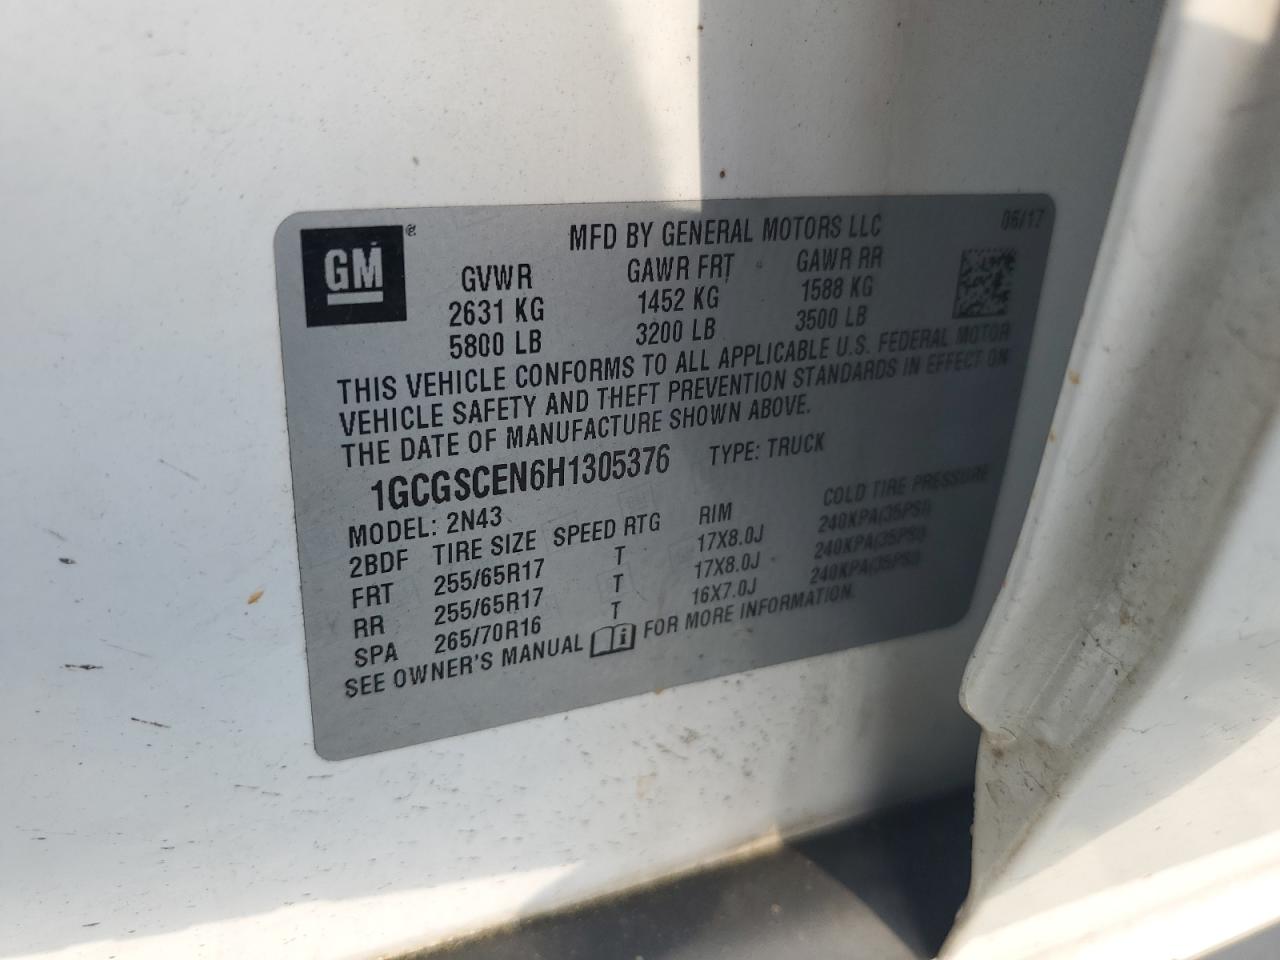 GM
MFD BY GENERAL MOTORS LLC 06/17
GVWR GAWR FRT GAWR RR
2631 KG 1452 KG 1588 KG
5800 LB 3200 LB 3500 LB
THIS VEHICLE CONFORMS TO ALL APPLICABLE U.S. FEDERAL MOTOR
VEHICLE SAFETY AND THEFT PREVENTION STANDARDS IN EFFECT ON
THE DATE OF MANUFACTURE SHOWN ABOVE.
1GCGSCEN6H1305376 TYPE: TRUCK
MODEL: 2N43
2BDF TIRE SIZE SPEED RTG RIM COLD TIRE PRESSURE
FRT 255/65R17 T 17X8.0J 240KPA(35PSI)
RR 255/65R17 T 17X8.0J 240KPA(35PSI)
SPA 265/70R16 T 16X7.0J 240KPA(35PSI)
SEE OWNER'S MANUAL FOR MORE INFORMATION.